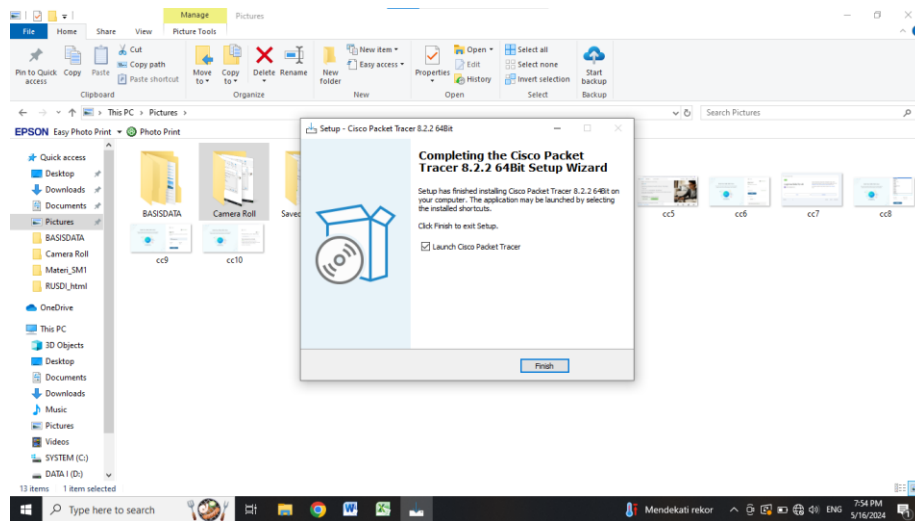 Manage
Pictures
File
Home
Share
View
Picture Tools
Pin to Quick access
Copy
Paste
Cut
Copy path
Paste shortcut
Move to
Copy to
Delete
Rename
New folder
New item
Easy access
Properties
Open
Edit
History
Select all
Select none
Invert selection
Start backup
Clipboard
Organize
New
Open
Select
Backup
This PC
Pictures
Search Pictures
EPSON Easy Photo Print
Photo Print
Quick access
Desktop
Downloads
Documents
Pictures
BASISDATA
Camera Roll
Materi_SM1
RUSDI_html
OneDrive
This PC
3D Objects
Desktop
Documents
Downloads
Music
Pictures
Videos
SYSTEM (C:)
DATA I (D:)
BASISDATA
Camera Roll
Saved
cc5
cc6
cc7
cc8
cc9
cc10
Setup - Cisco Packet Tracer 8.2.2 64Bit
Completing the Cisco Packet
Tracer 8.2.2 64Bit Setup Wizard
Setup has finished installing Cisco Packet Tracer 8.2.2 64Bit on
your computer. The application may be launched by selecting
the installed shortcuts.
Click Finish to exit Setup.
Launch Cisco Packet Tracer
Finish
13 items
1 item selected
Type here to search
Mendekati rekor
ENG
7:54 PM
5/16/2024